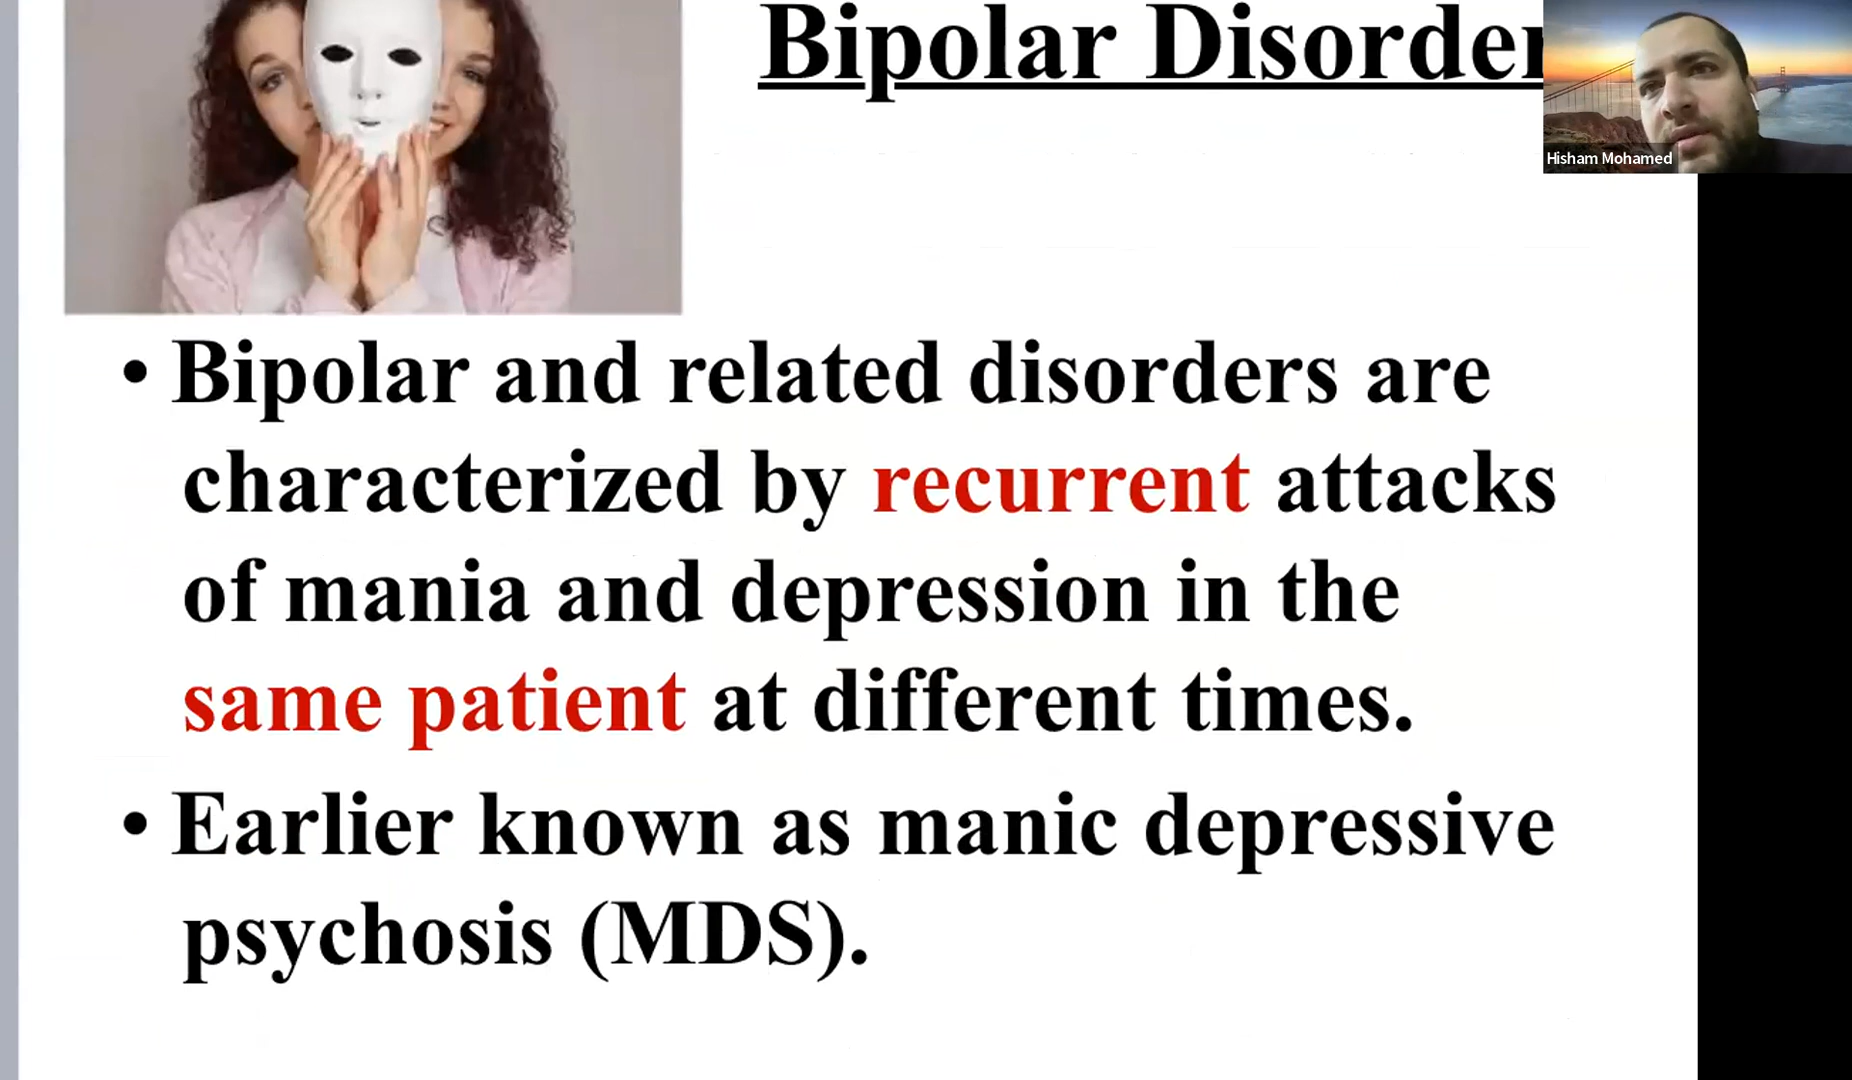 Bipolar Disorder
Hisham Mohamed
• Bipolar and related disorders are
characterized by recurrent attacks
of mania and depression in the
same patient at different times.
• Earlier known as manic depressive
psychosis (MDS).